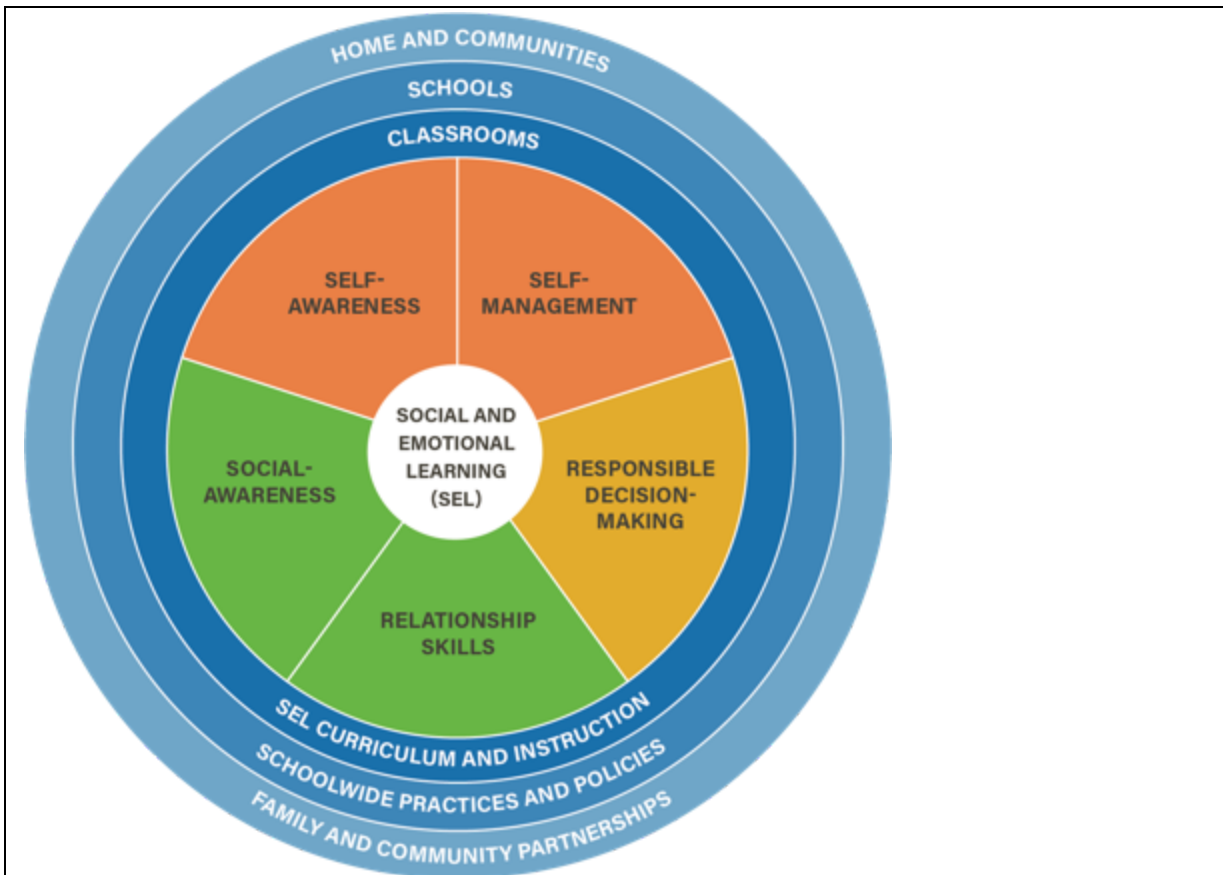 HOME AND COMMUNITIES
SCHOOLS
CLASSROOMS
SELF-
AWARENESS
SELF-
MANAGEMENT
SOCIAL AND
EMOTIONAL
LEARNING
(SEL)
SOCIAL-
AWARENESS
RESPONSIBLE
DECISION-
MAKING
RELATIONSHIP
SKILLS
SEL CURRICULUM AND INSTRUCTION
SCHOOLWIDE PRACTICES AND POLICIES
FAMILY AND COMMUNITY PARTNERSHIPS